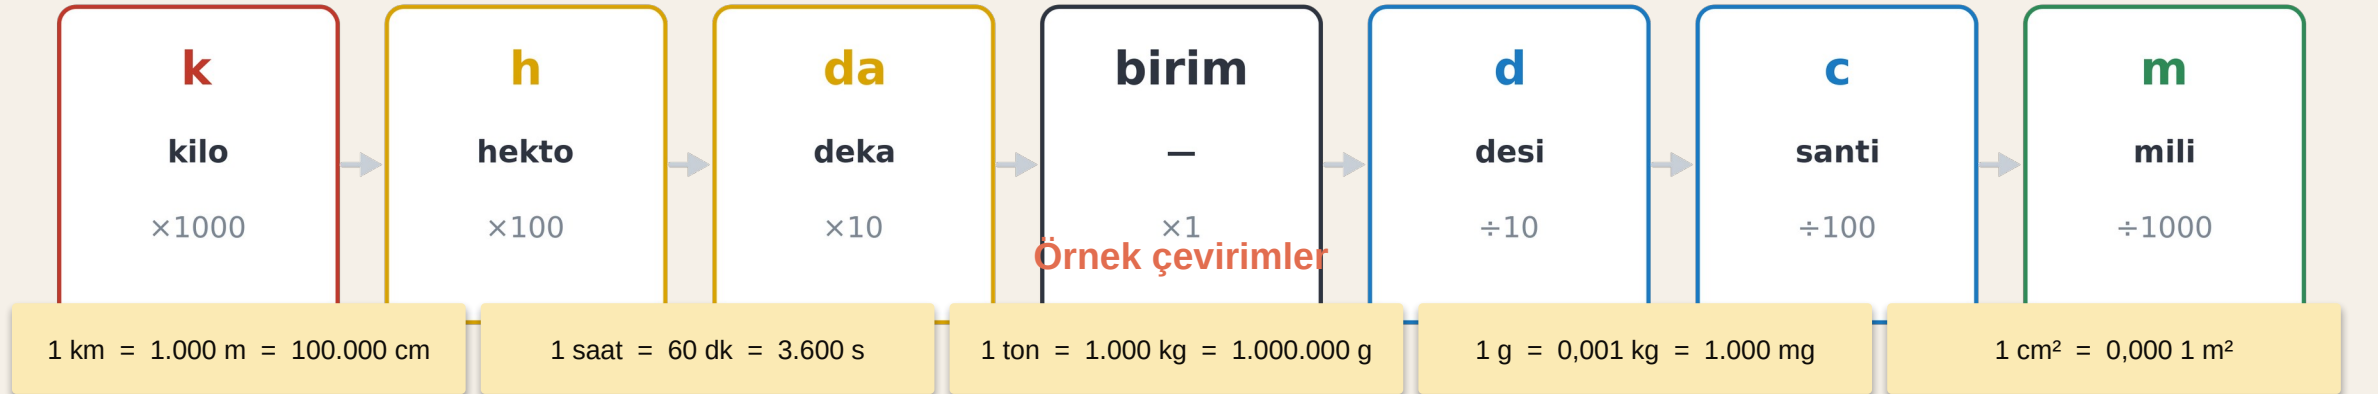 k h da birim d c m
kilo hekto deka — desi santi mili
×1000 ×100 ×10 ×1 ÷10 ÷100 ÷1000
Örnek çevirimler
1 km = 1.000 m = 100.000 cm
1 saat = 60 dk = 3.600 s
1 ton = 1.000 kg = 1.000.000 g
1 g = 0,001 kg = 1.000 mg
1 cm² = 0,000 1 m²